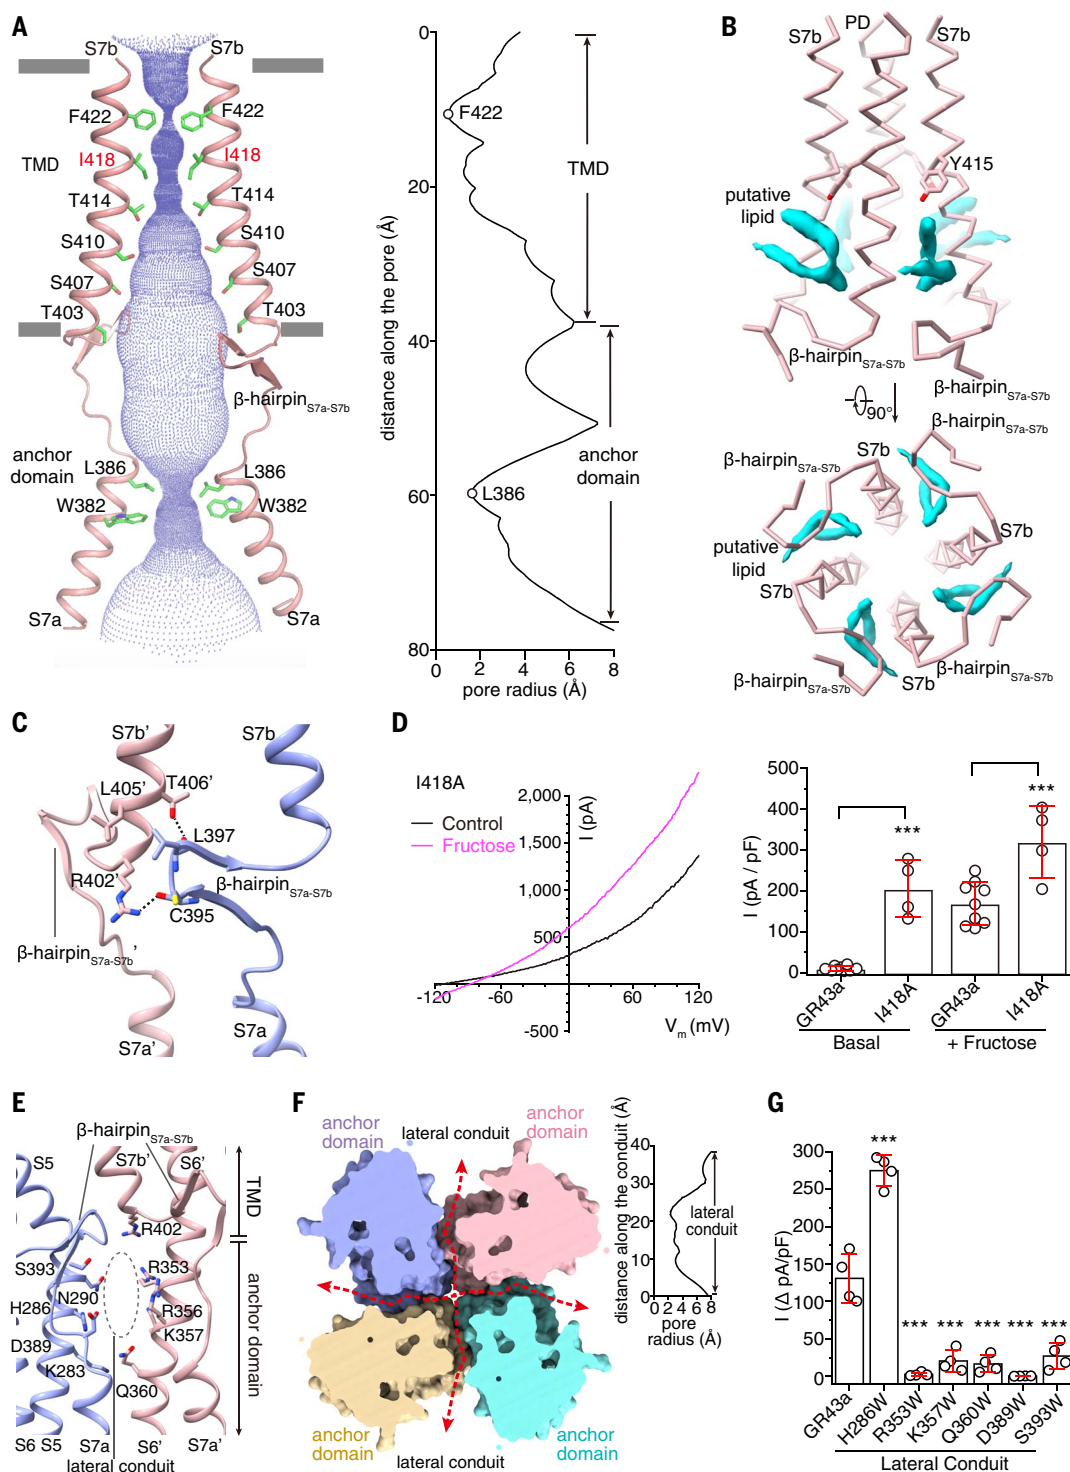 A
S7b
S7b
F422
F422
TMD
I418
I418
T414
T414
S410
S410
S407
S407
T403
T403
β-hairpinS7a-S7b
anchor
domain
L386
L386
W382
W382
S7a
S7a
0
20
40
60
80
distance along the pore (Å)
F422
TMD
anchor
domain
L386
0 2 4 6 8
pore radius (Å)
B
S7b
PD
S7b
Y415
putative
lipid
β-hairpinS7a-S7b
β-hairpinS7a-S7b
90°
β-hairpinS7a-S7b
β-hairpinS7a-S7b
S7b
S7b
putative
lipid
S7b
β-hairpinS7a-S7b
β-hairpinS7a-S7b
S7b
C
S7b'
S7b
L405'
T406'
L397
R402'
β-hairpinS7a-S7b
C395
β-hairpinS7a-S7b'
S7a
S7a'
D
I418A
Control
Fructose
2,000
1,500
1,000
500
-500
I (pA)
-120 -60 60 120
Vm (mV)
I (pA / pF)
500
400
300
200
100
0
***
***
GR43a
I418A
GR43a
I418A
Basal
+ Fructose
E
β-hairpinS7a-S7b
S5
S7b'
S6'
TMD
R402
S393
R353
N290
H286
R356
K357
D389
K283
Q360
anchor domain
S6 S5 S7a S6' S7a'
lateral conduit
F
anchor
domain
lateral conduit
anchor
domain
anchor
domain
lateral conduit
anchor
domain
distance along the conduit (Å)
40
30
20
10
0
lateral
conduit
0 2 4 6 8
pore
radius (Å)
G
I (Δ pA/pF)
300
250
200
150
100
50
0
***
*** *** *** *** ***
GR43a
H286W
R353W
K357W
Q360W
D389W
S393W
Lateral Conduit